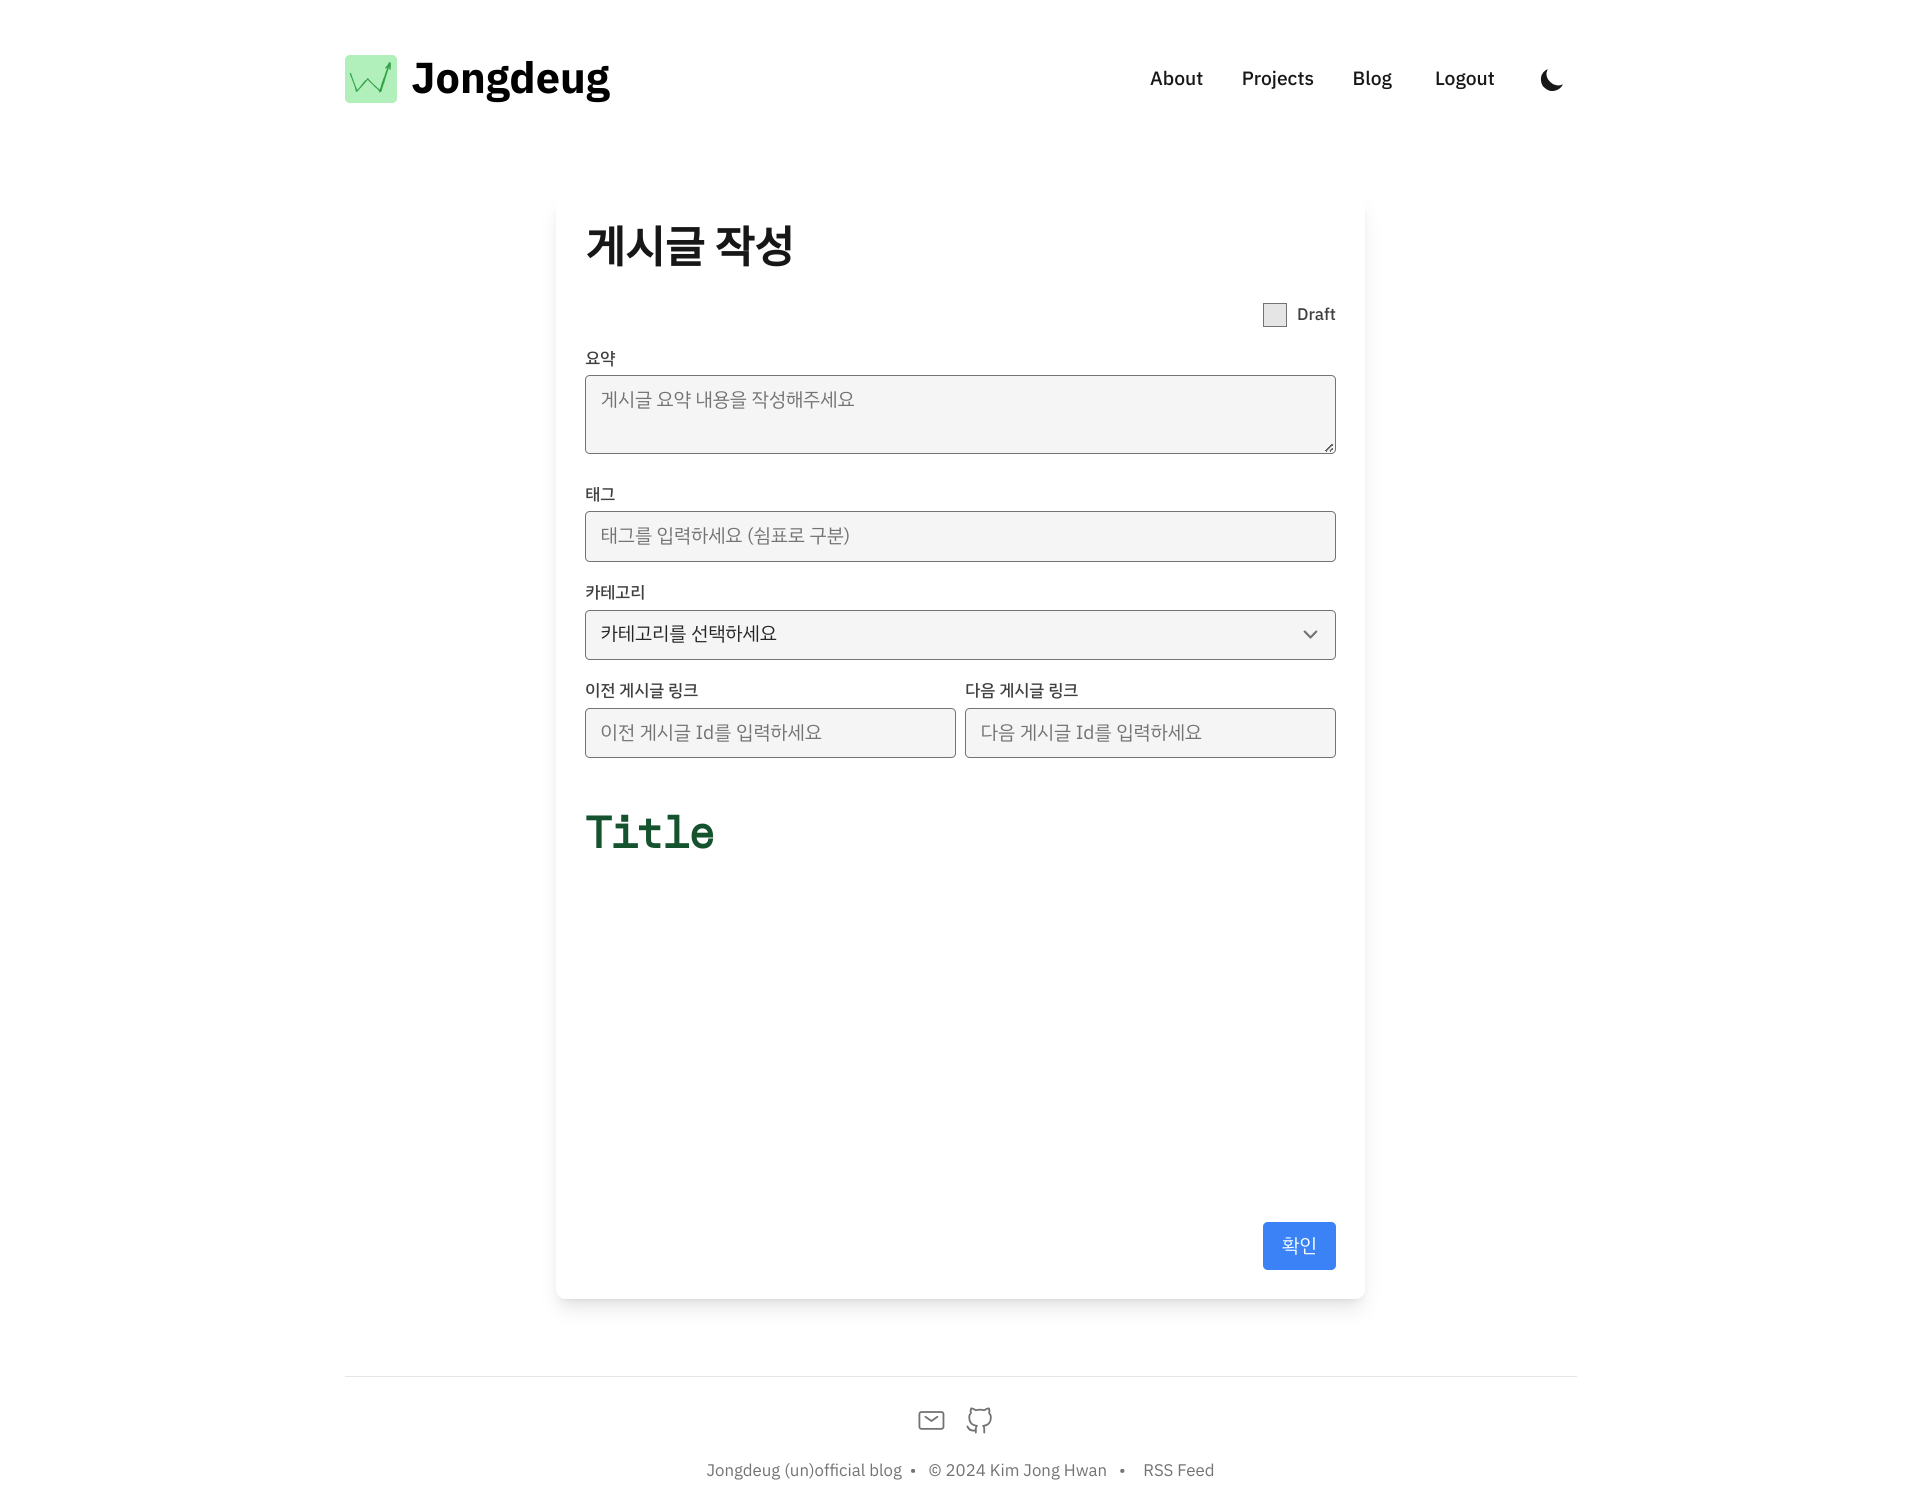 Jongdeug
About Projects Blog Logout
게시글 작성
Draft
요약
게시글 요약 내용을 작성해주세요
태그
태그를 입력하세요 (쉼표로 구분)
카테고리
카테고리를 선택하세요
이전 게시글 링크 다음 게시글 링크
이전 게시글 Id를 입력하세요 다음 게시글 Id를 입력하세요
Title
확인
Jongdeug (un)official blog • © 2024 Kim Jong Hwan • RSS Feed